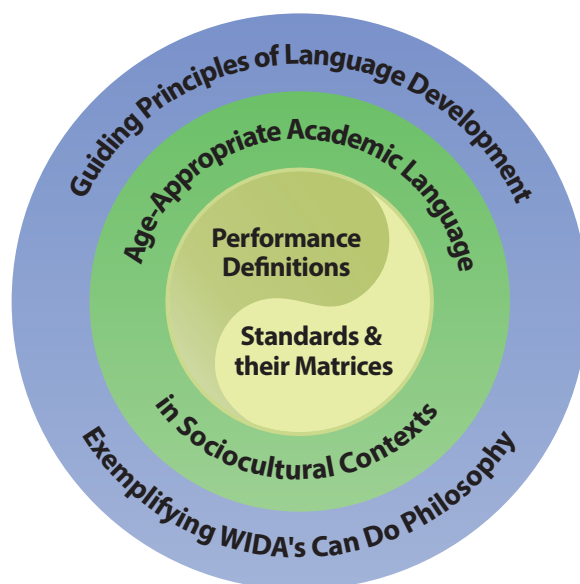 Guiding Principles of Language Development
Age-Appropriate Academic Language
Performance
Definitions
Standards &
their Matrices
in Sociocultural Contexts
Exemplifying WIDA's Can Do Philosophy